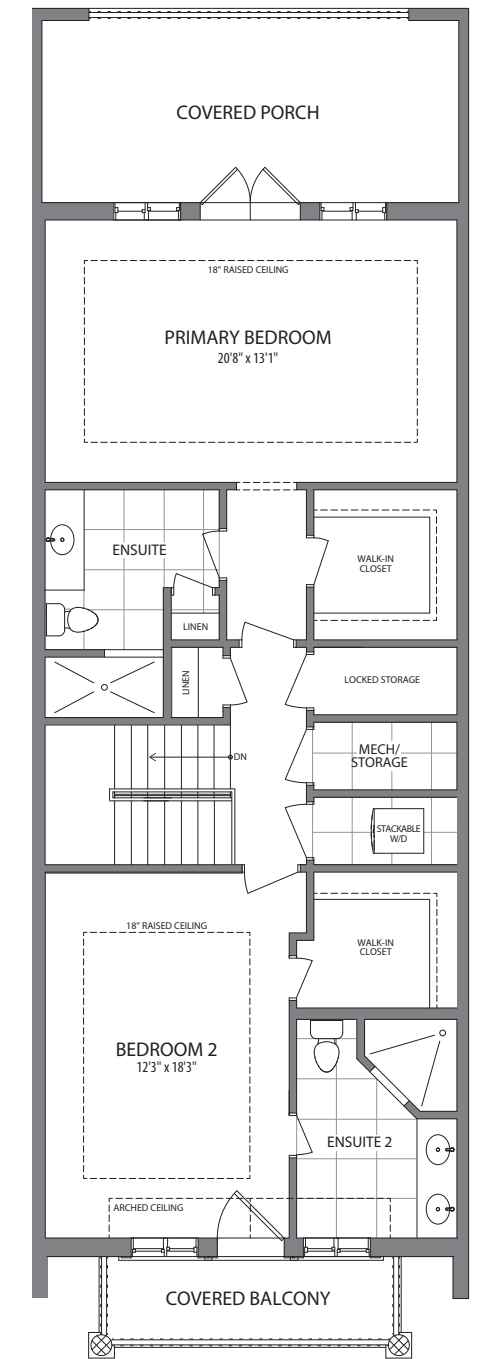 COVERED PORCH
18" RAISED CEILING
PRIMARY BEDROOM
20'8" x 13'1"
ENSUITE
WALK-IN
CLOSET
LINEN
LINEN
LOCKED STORAGE
DN
MECH/
STORAGE
STACKABLE
W/D
18" RAISED CEILING
WALK-IN
CLOSET
BEDROOM 2
12'3" x 18'3"
ENSUITE 2
ARCHED CEILING
COVERED BALCONY